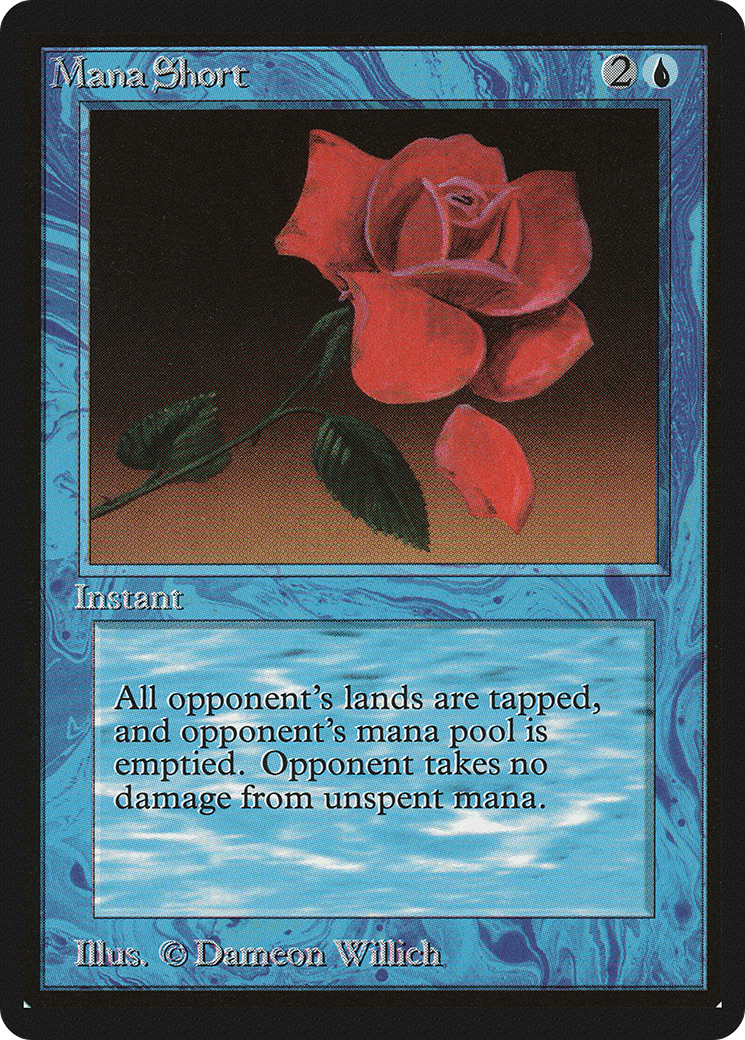 Mana Short 2
Instant
All opponent's lands are tapped,
and opponent's mana pool is
emptied. Opponent takes no
damage from unspent mana.
Illus. © Dameon Willich